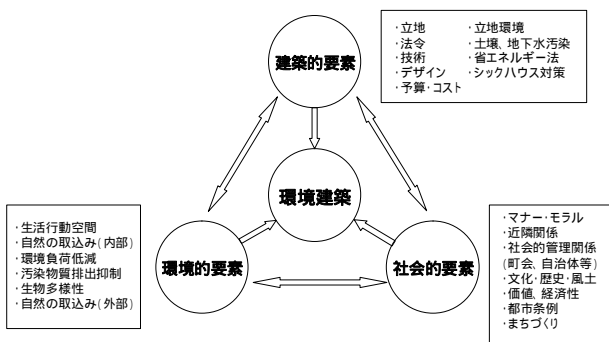 建築的要素
・立地 ・立地環境
・法令 ・土壌、地下水汚染
・技術 ・省エネルギー法
・デザイン ・シックハウス対策
・予算・コスト
環境建築
・生活行動空間
・自然の取込み(内部)
・環境負荷低減
・汚染物質排出抑制
・生物多様性
・自然の取込み(外部)
環境的要素
社会的要素
・マナー・モラル
・近隣関係
・社会的管理関係
(町会、自治体等)
・文化・歴史・風土
・価値、経済性
・都市条例
・まちづくり